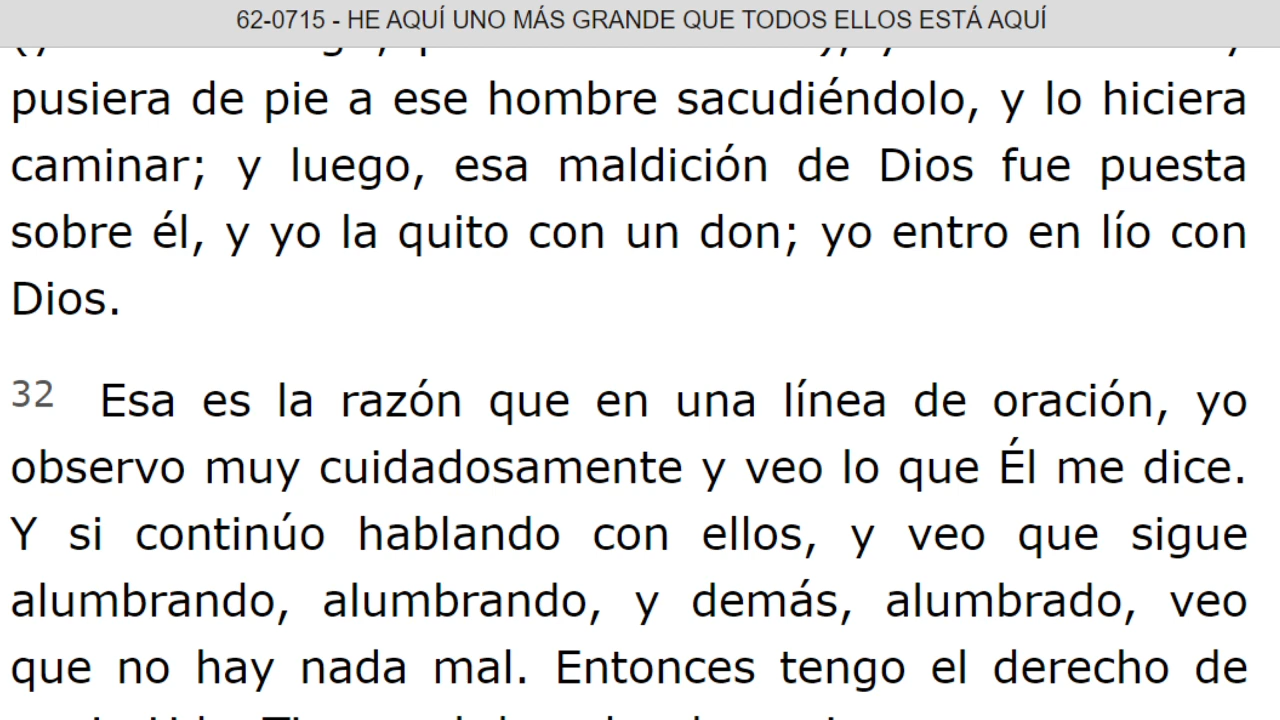 62-0715 - HE AQUÍ UNO MÁS GRANDE QUE TODOS ELLOS ESTÁ AQUÍ
pusiera de pie a ese hombre sacudiéndolo, y lo hiciera
caminar; y luego, esa maldición de Dios fue puesta
sobre él, y yo la quito con un don; yo entro en lío con
Dios.
32 Esa es la razón que en una línea de oración, yo
observo muy cuidadosamente y veo lo que Él me dice.
Y si continúo hablando con ellos, y veo que sigue
alumbrando, alumbrando, y demás, alumbrado, veo
que no hay nada mal. Entonces tengo el derecho de